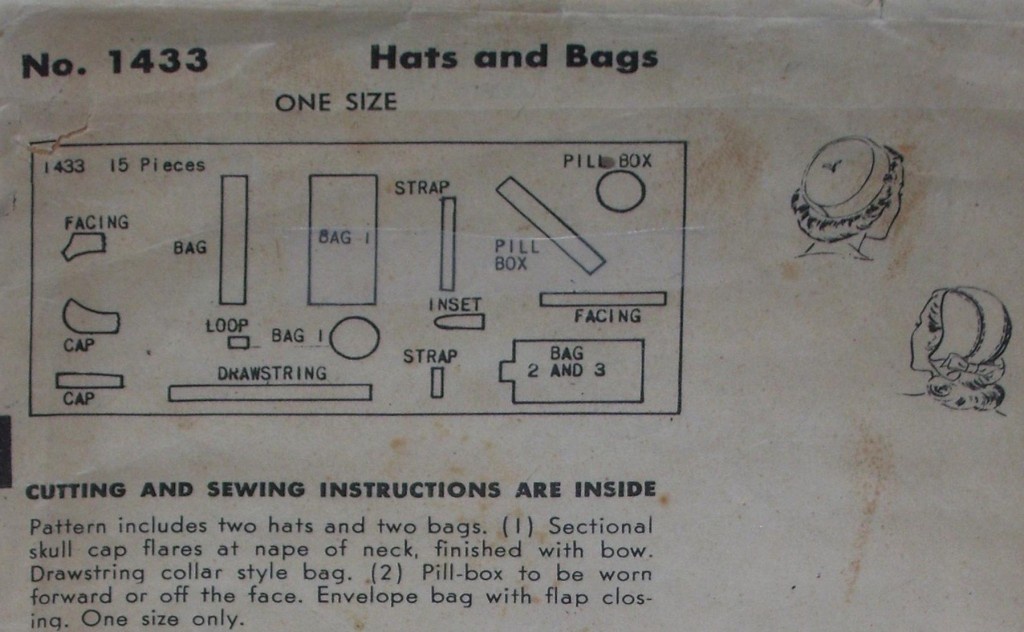 No. 1433 Hats and Bags
ONE SIZE
1433 15 Pieces
PILL BOX
STRAP
FACING
BAG
BAG 1
PILL
BOX
INSET
FACING
LOOP
BAG 1
CAP
STRAP
BAG
2 AND 3
DRAWSTRING
CAP
CUTTING AND SEWING INSTRUCTIONS ARE INSIDE
Pattern includes two hats and two bags. (1) Sectional
skull cap flares at nape of neck, finished with bow.
Drawstring collar style bag. (2) Pill-box to be worn
forward or off the face. Envelope bag with flap clos-
ing. One size only.